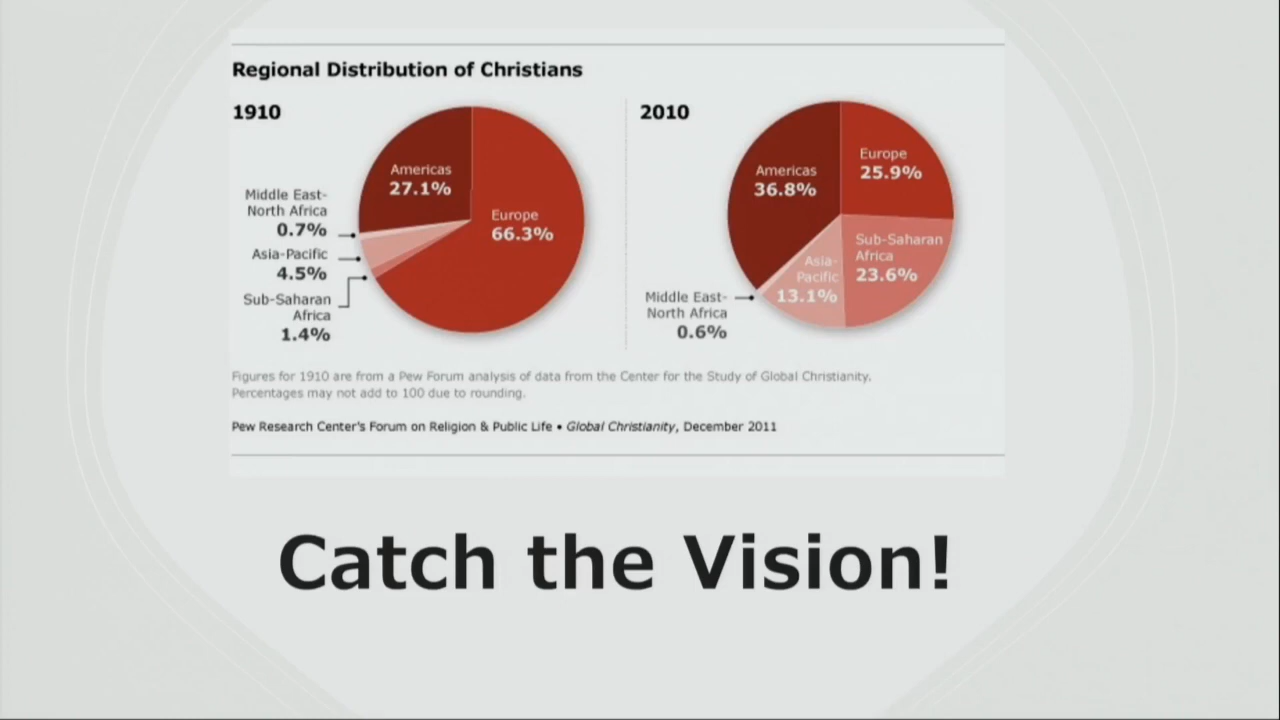 Regional Distribution of Christians
1910
Americas
27.1%
Europe
66.3%
Middle East-
North Africa
0.7%
Asia-Pacific
4.5%
Sub-Saharan
Africa
1.4%
2010
Americas
36.8%
Europe
25.9%
Sub-Saharan
Africa
23.6%
Asia-
Pacific
13.1%
Middle East-
North Africa
0.6%
Figures for 1910 are from a Pew Forum analysis of data from the Center for the Study of Global Christianity.
Percentages may not add to 100 due to rounding.
Pew Research Center's Forum on Religion & Public Life • Global Christianity, December 2011
Catch the Vision!